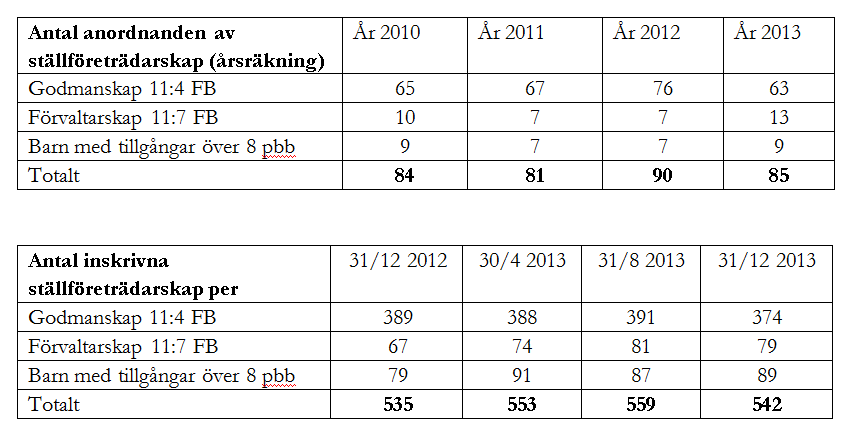 Antal anordnanden av År 2010 År 2011 År 2012 År 2013
ställföreträdarskap (årsräkning)
Godmanskap 11:4 FB 65 67 76 63
Förvaltarskap 11:7 FB 10 7 7 13
Barn med tillgångar över 8 pbb 9 7 7 9
Totalt 84 81 90 85
Antal inskrivna 31/12 2012 30/4 2013 31/8 2013 31/12 2013
ställföreträdarskap per
Godmanskap 11:4 FB 389 388 391 374
Förvaltarskap 11:7 FB 67 74 81 79
Barn med tillgångar över 8 pbb 79 91 87 89
Totalt 535 553 559 542